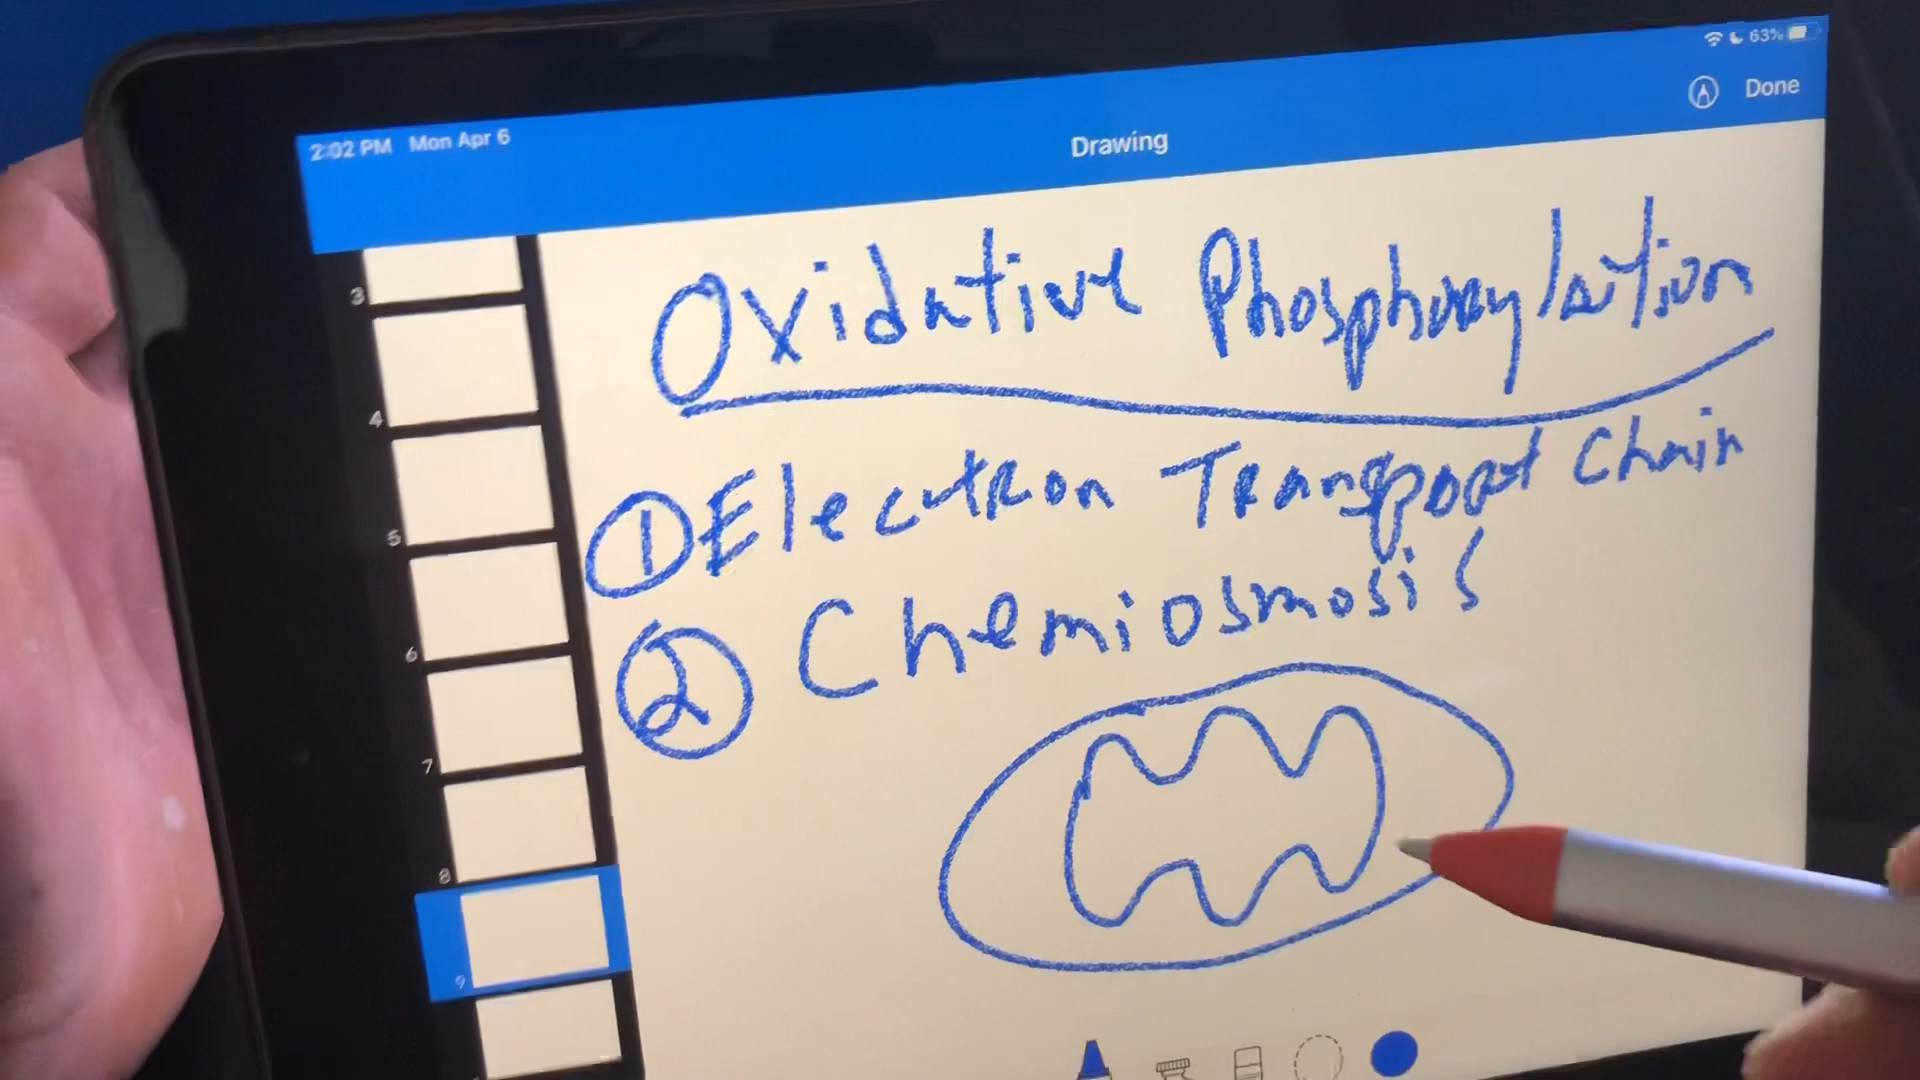 63%
2:02 PM Mon Apr 6
Drawing
Done
Oxidative Phosphorylation
① Electron Transport Chain
② Chemiosmosis
3
4
5
6
7
8
9